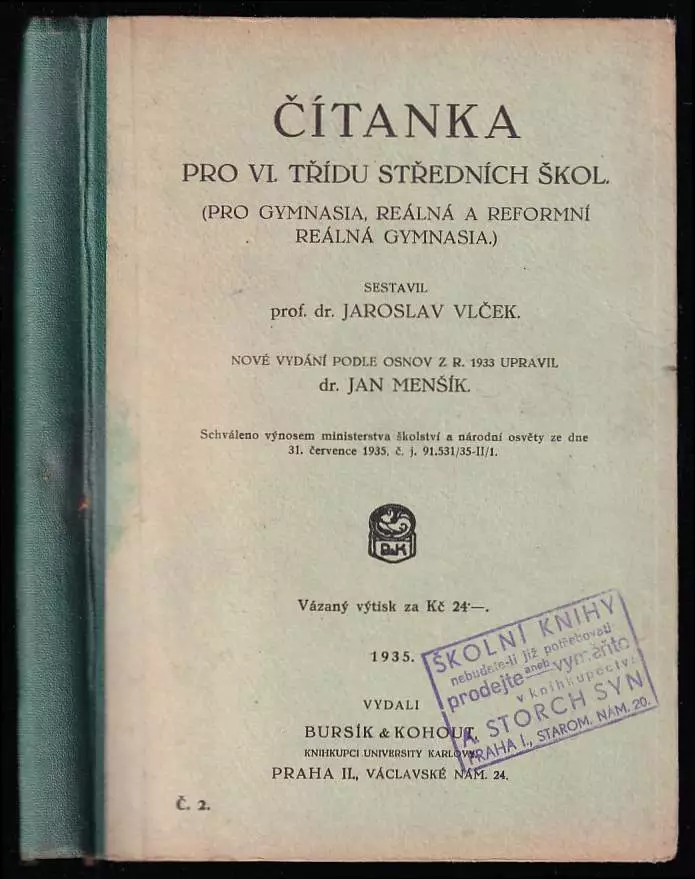 ČÍTANKA
PRO VI. TŘÍDU STŘEDNÍCH ŠKOL.
(PRO GYMNASIA, REÁLNÁ A REFORMNÍ
REÁLNÁ GYMNASIA.)
SESTAVIL
prof. dr. JAROSLAV VLČEK.
NOVÉ VYDÁNÍ PODLE OSNOV Z R. 1933 UPRAVIL
dr. JAN MENŠÍK.
Schváleno výnosem ministerstva školství a národní osvěty ze dne
31. července 1935, č. j. 91.531/35-II/1.
B&K
Vázaný výtisk za Kč 24·—.
1935.
VYDALI
BURSÍK & KOHOUT,
KNIHKUPCI UNIVERSITY KARLOVY,
PRAHA II., VÁCLAVSKÉ NÁM. 24.
Č. 2.
ŠKOLNÍ KNIHY
nebudete-li již potřebovati
prodejte aneb vyměňte
v knihkupectví
A. STORCH SYN
PRAHA I., STAROM. NÁM. 20.